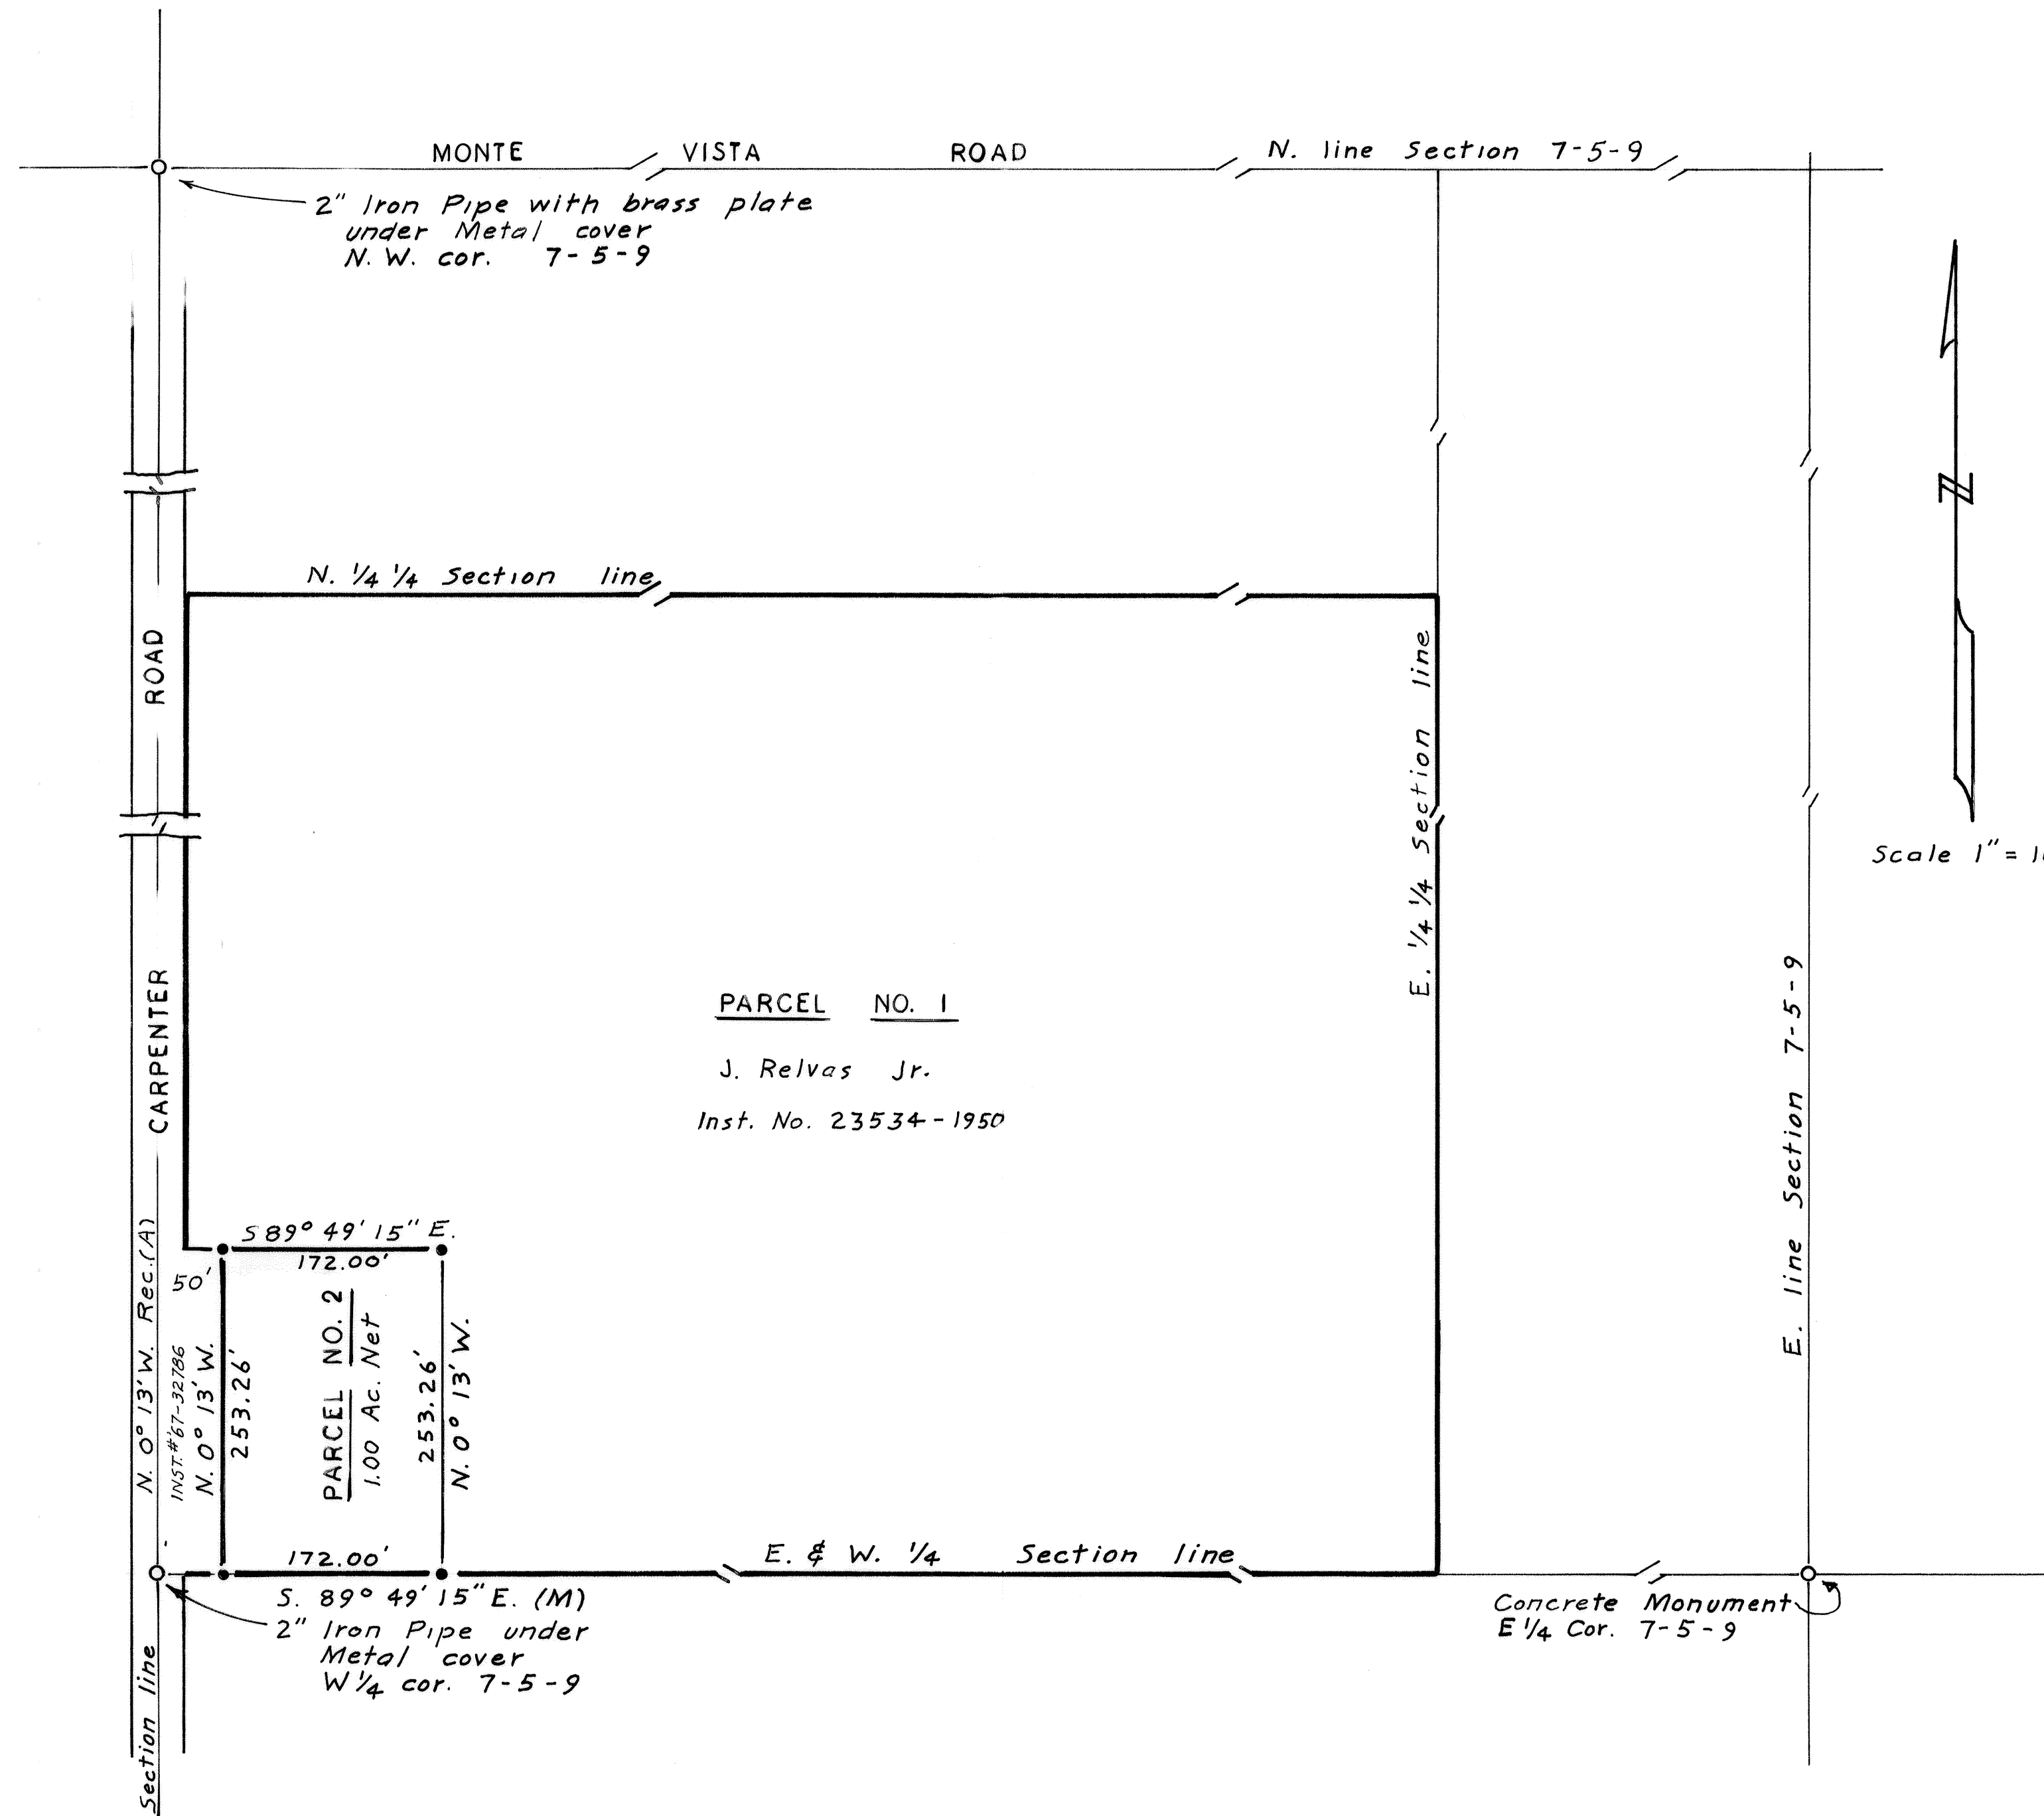 MONTE VISTA ROAD
N. line Section 7-5-9
2" Iron Pipe with brass plate
under Metal cover
N. W. cor. 7-5-9
N. 1/4 1/4 Section line
ROAD
CARPENTER
E. 1/4 1/4 Section line
E. line Section 7-5-9
Scale 1" = 1
PARCEL NO. 1
J. Relvas Jr.
Inst. No. 23534-1950
S 89° 49' 15" E.
172.00'
50'
N. 0° 13' W. Rec.(A)
INST.#67-32786
N. 0° 13' W.
253.26'
PARCEL NO. 2
1.00 Ac. Net
253.26'
N. 0° 13' W.
172.00'
S. 89° 49' 15" E. (M)
E. & W. 1/4 Section line
2" Iron Pipe under
Metal cover
W 1/4 cor. 7-5-9
Concrete Monument
E 1/4 Cor. 7-5-9
Section line